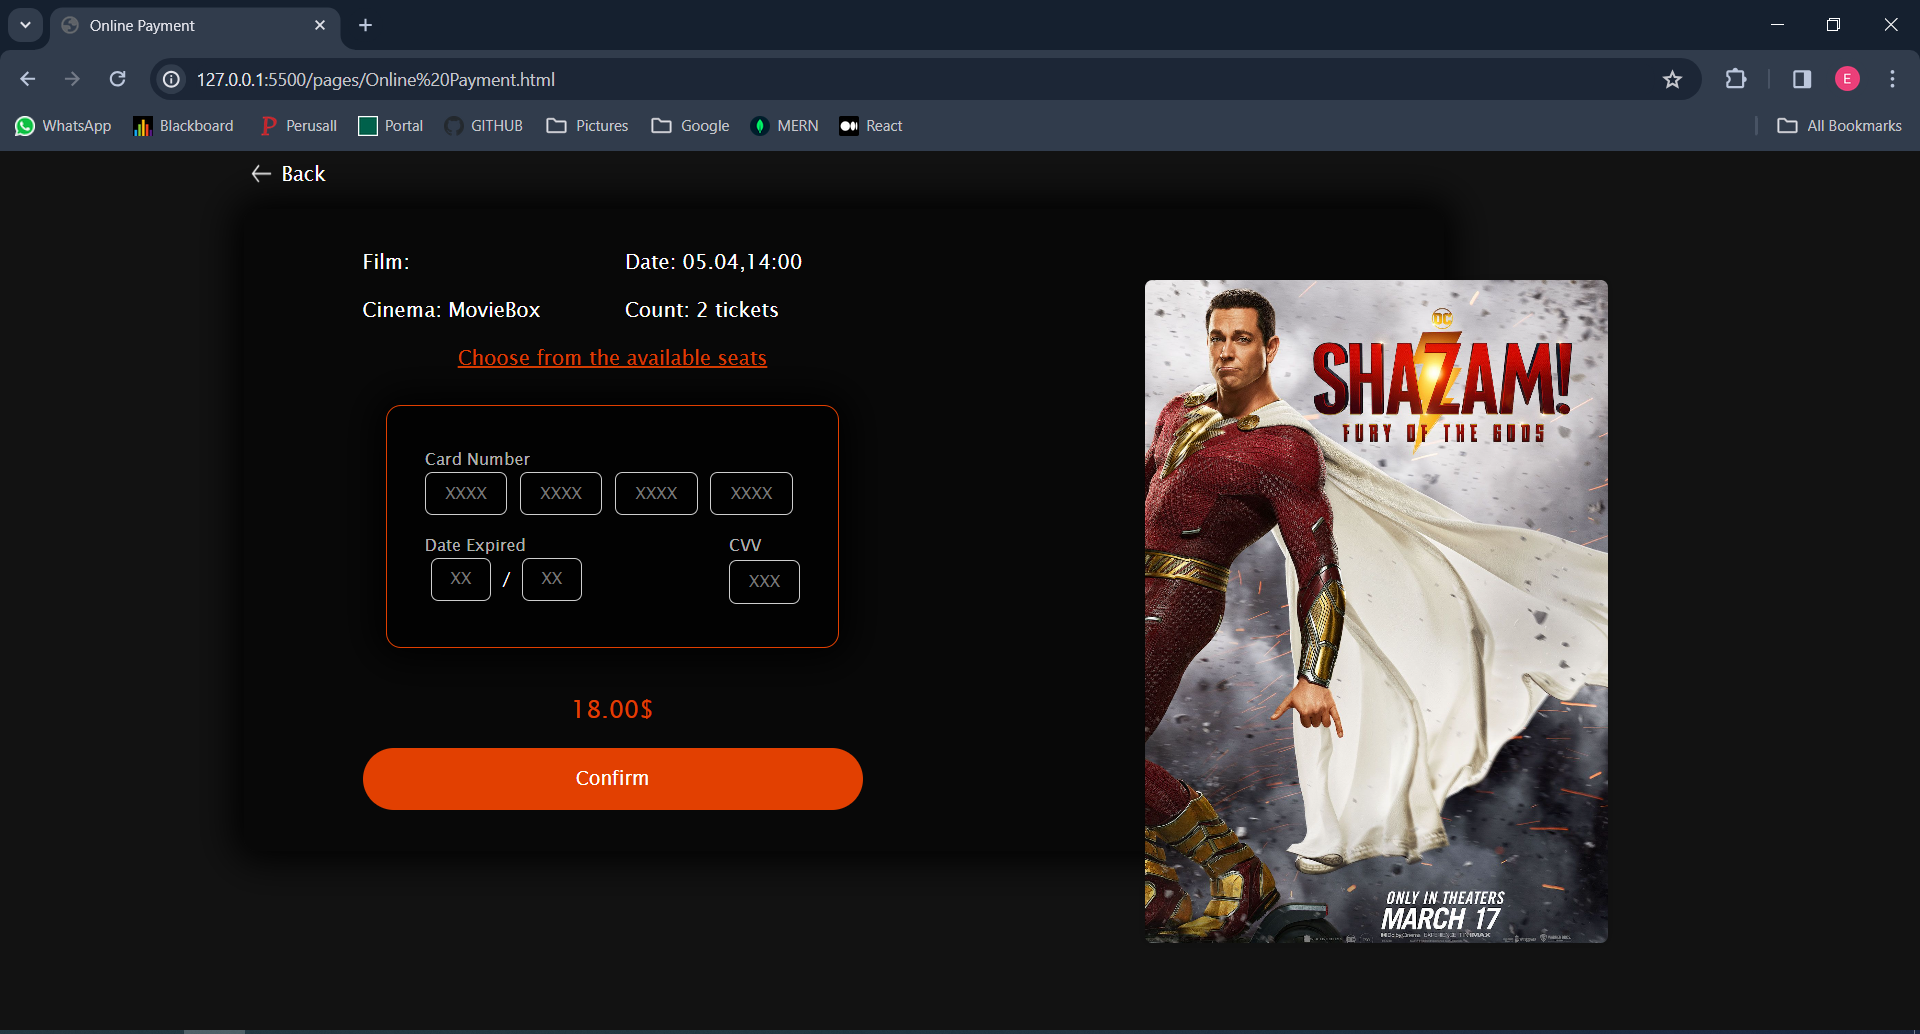 Online Payment
127.0.0.1:5500/pages/Online%20Payment.html
E
WhatsApp Blackboard Perusall Portal GITHUB Pictures Google MERN React All Bookmarks
Back
Film: Date: 05.04,14:00
Cinema: MovieBox Count: 2 tickets
Choose from the available seats
Card Number
XXXX XXXX XXXX XXXX
Date Expired CVV
XX / XX XXX
18.00$
Confirm
DC
SHAZAM!
FURY OF THE GODS
ONLY IN THEATERS
MARCH 17